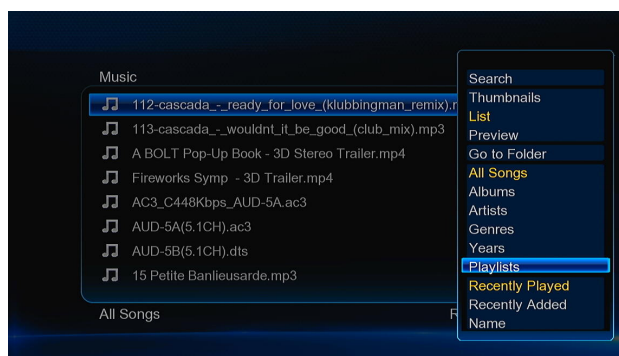 Music
112-cascada_-_ready_for_love_(klubbingman_remix).r
113-cascada_-_wouldnt_it_be_good_(club_mix).mp3
A BOLT Pop-Up Book - 3D Stereo Trailer.mp4
Fireworks Symp - 3D Trailer.mp4
AC3_C448Kbps_AUD-5A.ac3
AUD-5A(5.1CH).ac3
AUD-5B(5.1CH).dts
15 Petite Banlieusarde.mp3
All Songs
R
Search
Thumbnails
List
Preview
Go to Folder
All Songs
Albums
Artists
Genres
Years
Playlists
Recently Played
Recently Added
Name